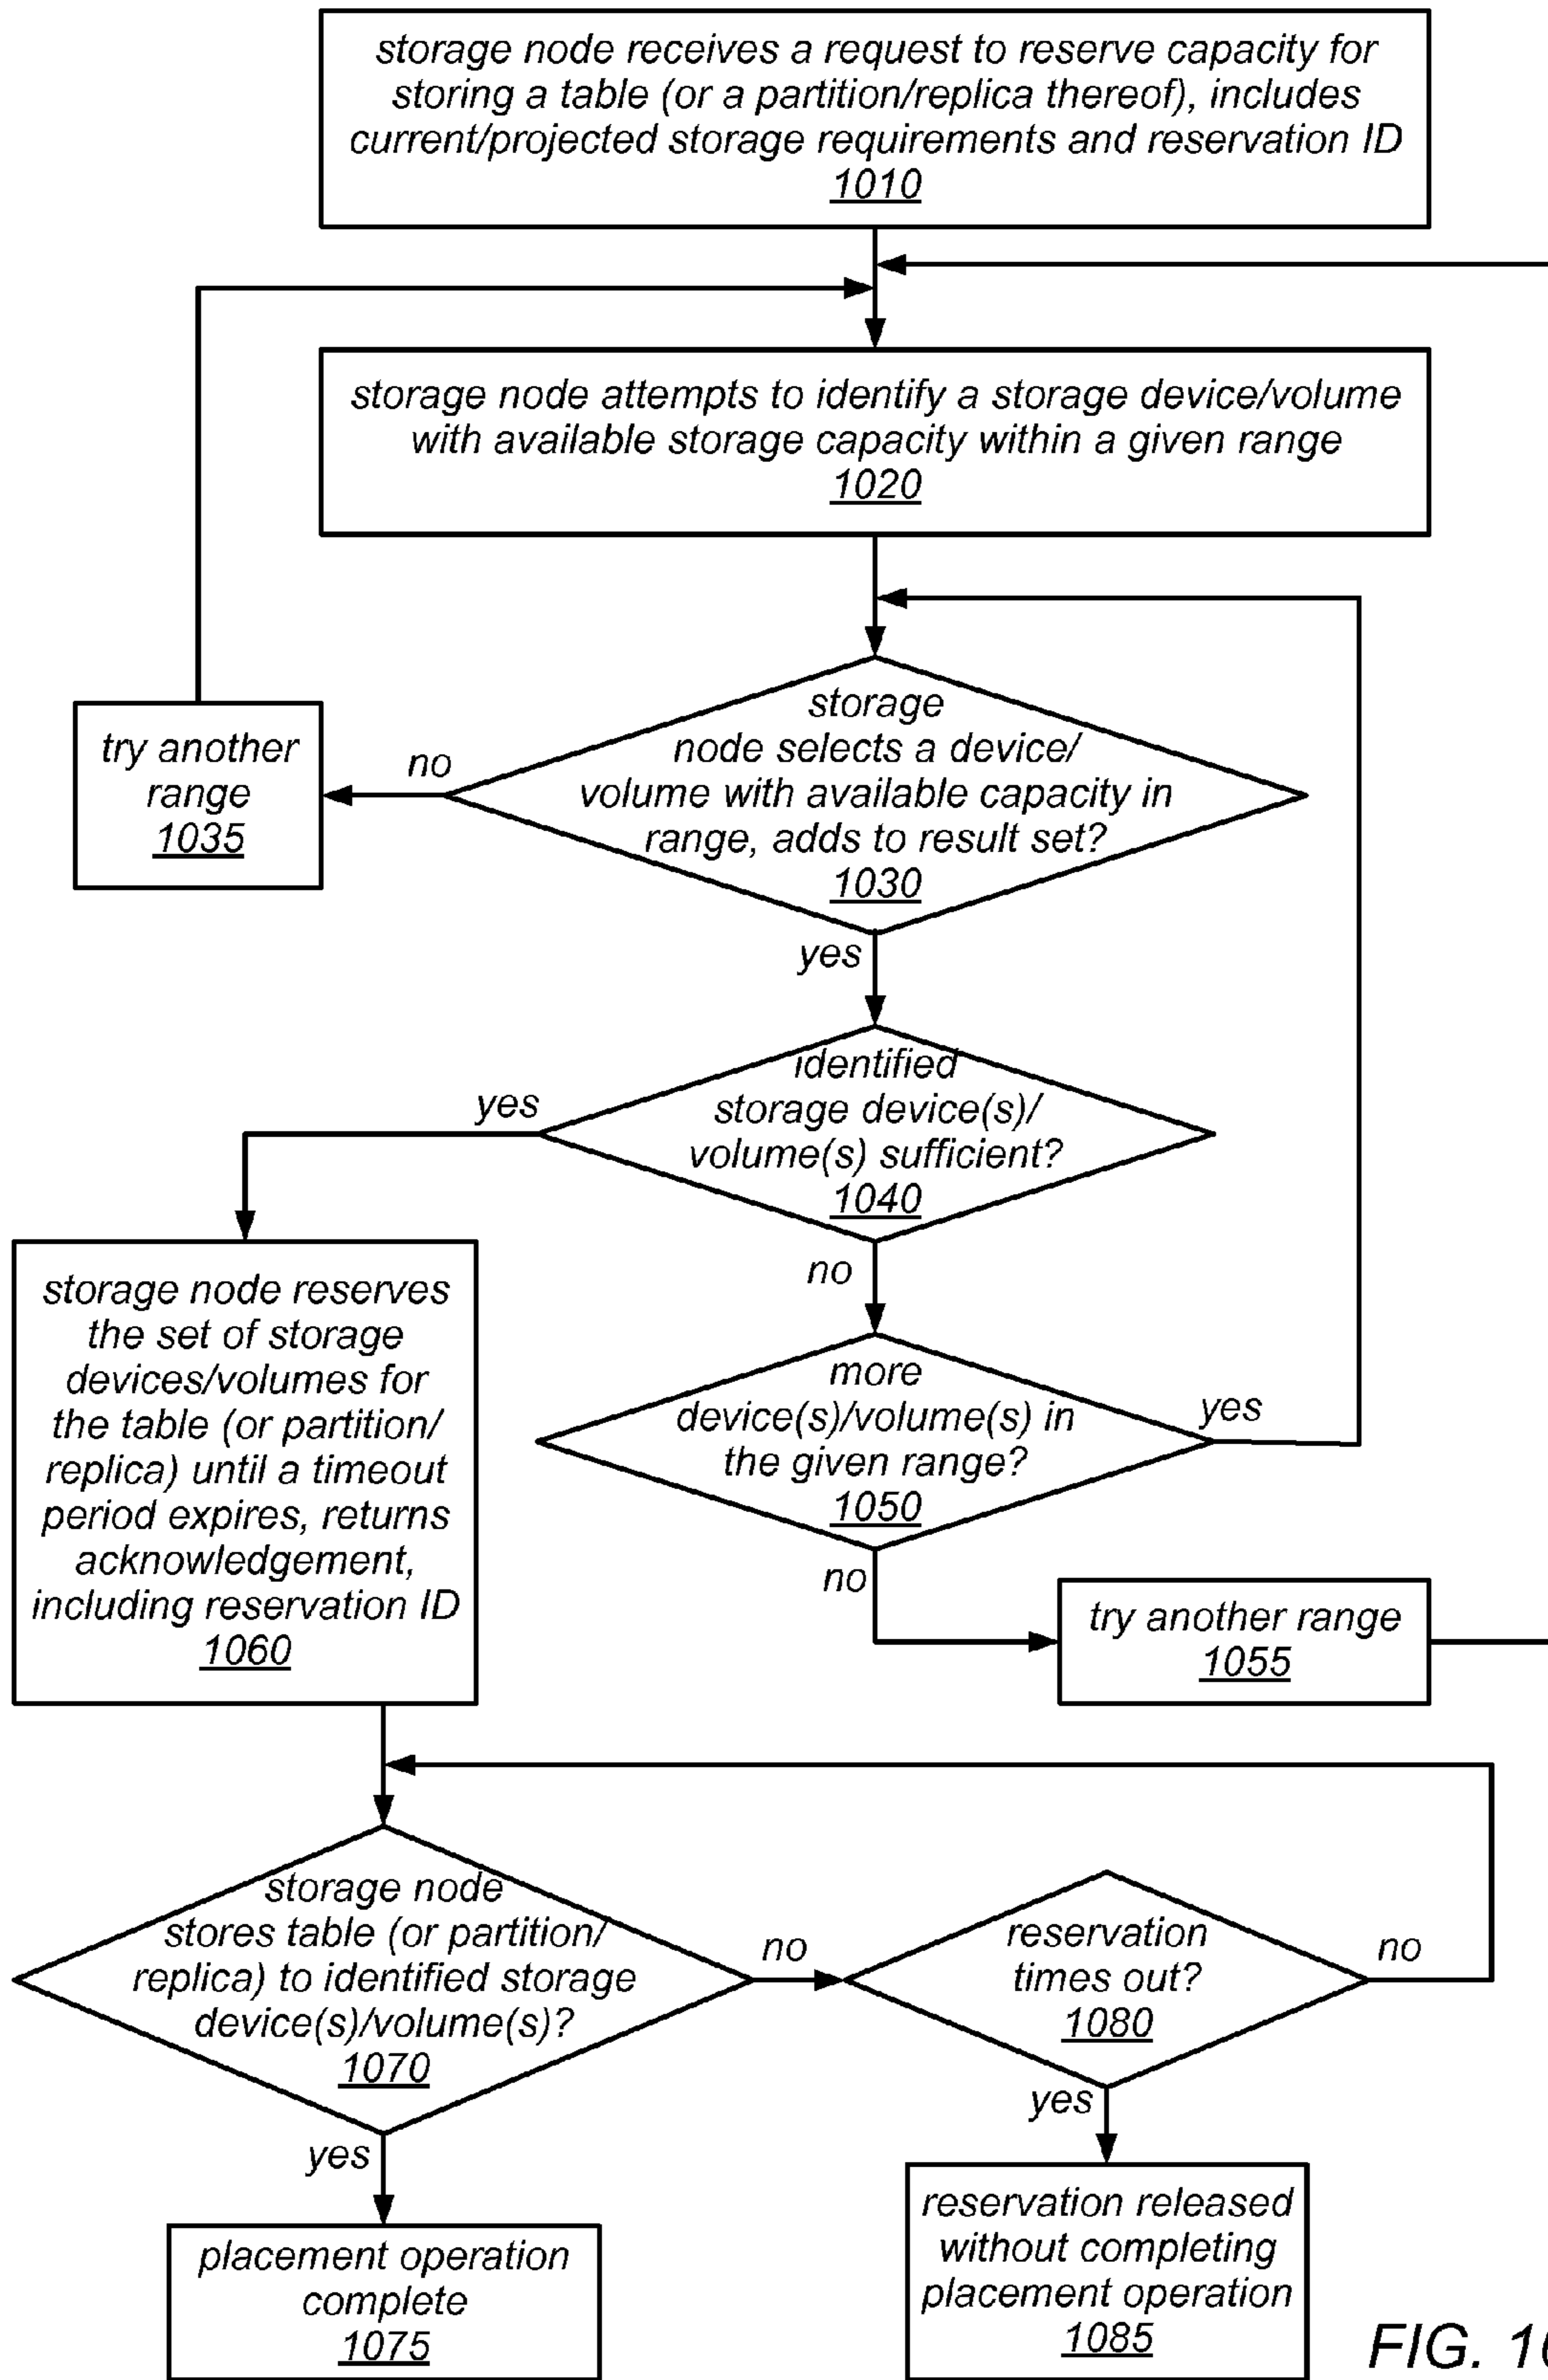 storage node receives a request to reserve capacity for
storing a table (or a partition/replica thereof), includes
current/projected storage requirements and reservation ID
1010
storage node attempts to identify a storage device/volume
with available storage capacity within a given range
1020
storage
node selects a device/
volume with available capacity in
range, adds to result set?
1030
no
try another
range
1035
yes
identified
storage device(s)/
volume(s) sufficient?
1040
yes
no
storage node reserves
the set of storage
devices/volumes for
the table (or partition/
replica) until a timeout
period expires, returns
acknowledgement,
including reservation ID
1060
more
device(s)/volume(s) in
the given range?
1050
yes
no
try another range
1055
storage node
stores table (or partition/
replica) to identified storage
device(s)/volume(s)?
1070
no
reservation
times out?
1080
no
yes
yes
placement operation
complete
1075
reservation released
without completing
placement operation
1085
FIG. 10